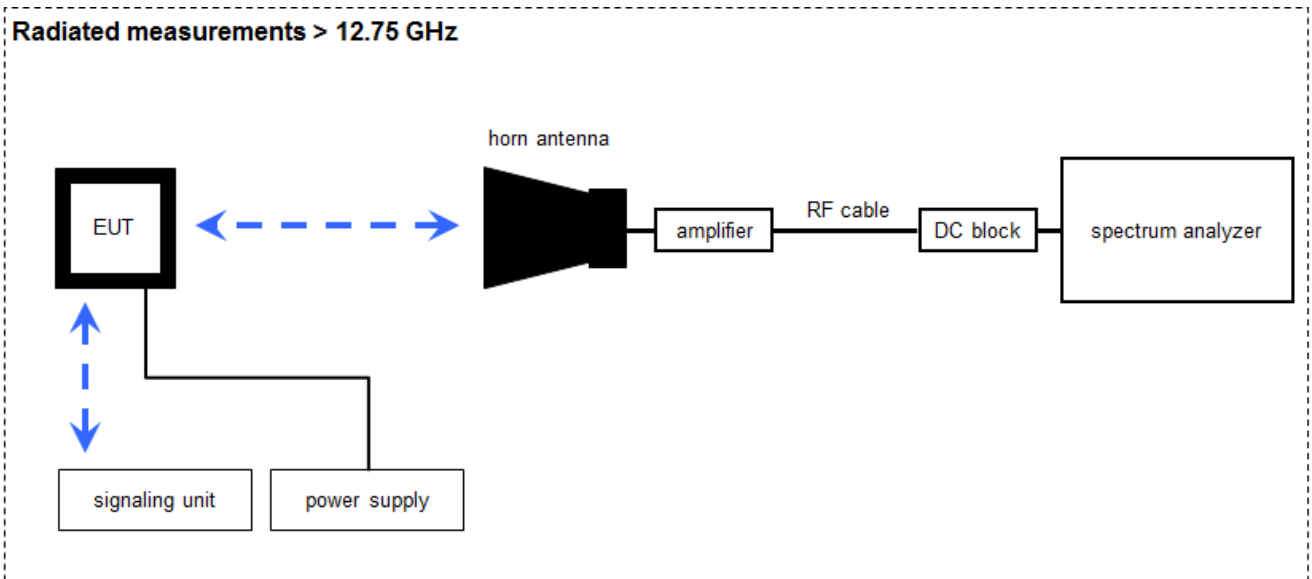 Radiated measurements > 12.75 GHz
horn antenna
EUT
amplifier
RF cable
DC block
spectrum analyzer
signaling unit
power supply